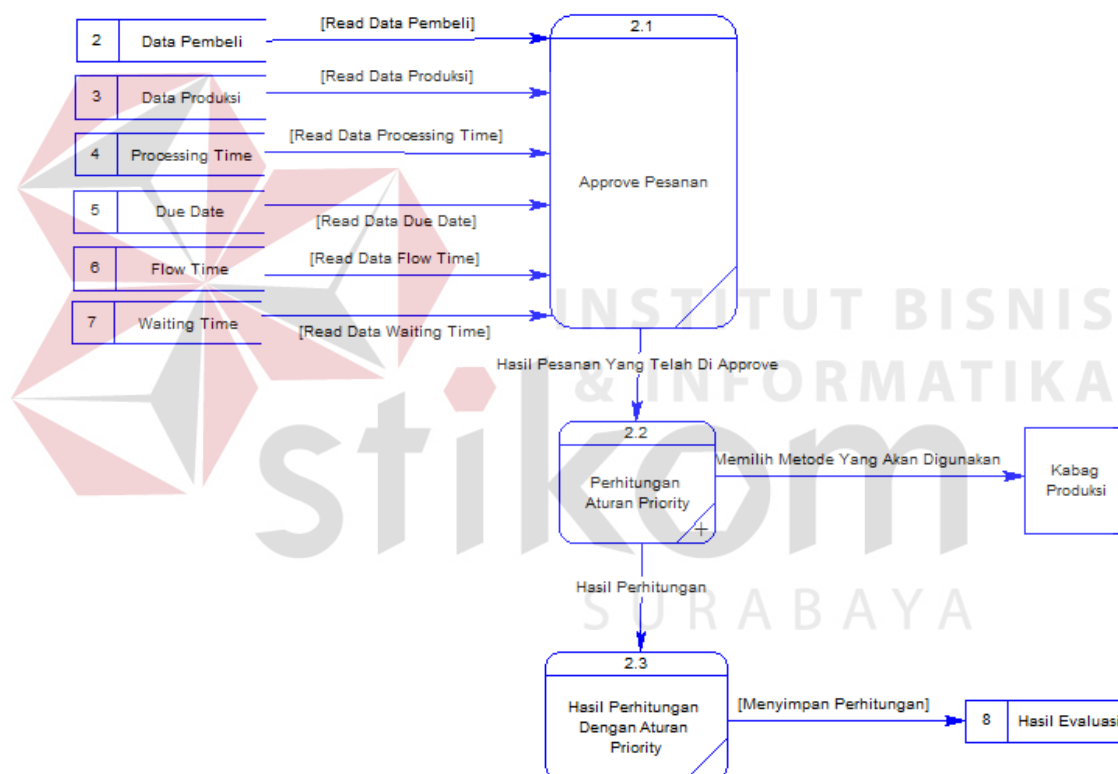 [Read Data Pembeli]
2.1
2 Data Pembeli
[Read Data Produksi]
3 Data Produksi
[Read Data Processing Time]
4 Processing Time
Approve Pesanan
5 Due Date
[Read Data Due Date]
[Read Data Flow Time]
6 Flow Time
7 Waiting Time
[Read Data Waiting Time]
INSTITUT BISNIS
& INFORMATIKA
stikom
SURABAYA
Hasil Pesanan Yang Telah Di Approve
2.2
Perhitungan
Aturan Priority
+
Memilih Metode Yang Akan Digunakan
Kabag
Produksi
Hasil Perhitungan
2.3
Hasil Perhitungan
Dengan Aturan
Priority
[Menyimpan Perhitungan]
8 Hasil Evaluasi